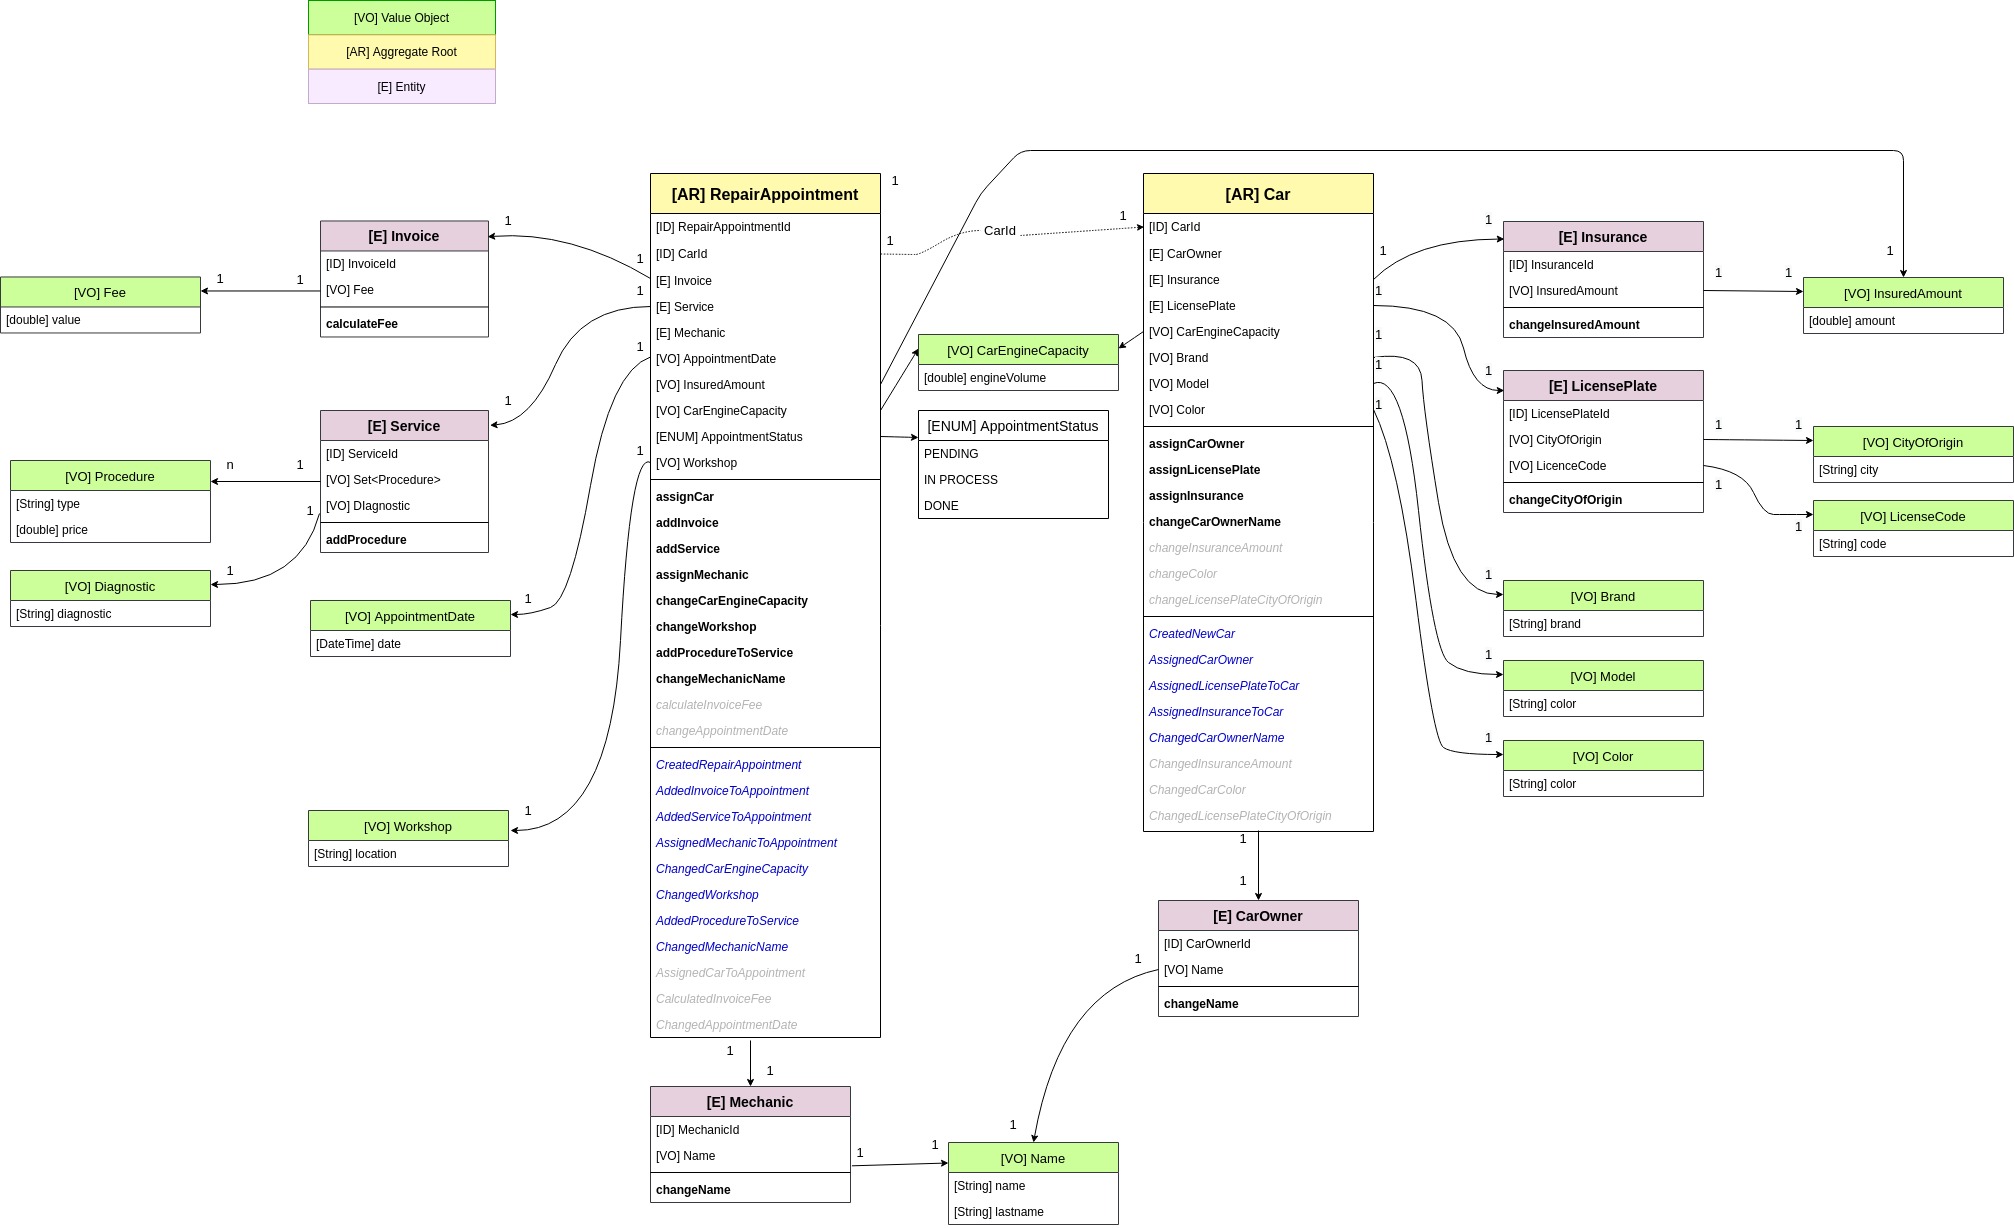 [VO] Value Object
[AR] Aggregate Root
[E] Entity
[E] Invoice
[ID] InvoiceId
[VO] Fee
calculateFee
1
1
[VO] Fee
[double] value
1
1
[E] Service
[ID] ServiceId
[VO] Set<Procedure>
[VO] DIagnostic
addProcedure
1
1
[VO] Procedure
[String] type
[double] price
n
1
[VO] Diagnostic
[String] diagnostic
1
1
[VO] AppointmentDate
[DateTime] date
1
1
[VO] Workshop
[String] location
1
1
[AR] RepairAppointment
[ID] RepairAppointmentId
[ID] CarId
[E] Invoice
[E] Service
[E] Mechanic
[VO] AppointmentDate
[VO] InsuredAmount
[VO] CarEngineCapacity
[ENUM] AppointmentStatus
[VO] Workshop
assignCar
addInvoice
addService
assignMechanic
changeCarEngineCapacity
changeWorkshop
addProcedureToService
changeMechanicName
calculateInvoiceFee
changeAppointmentDate
CreatedRepairAppointment
AddedInvoiceToAppointment
AddedServiceToAppointment
AssignedMechanicToAppointment
ChangedCarEngineCapacity
ChangedWorkshop
AddedProcedureToService
ChangedMechanicName
AssignedCarToAppointment
CalculatedInvoiceFee
ChangedAppointmentDate
1
1
1
CarId
1
[E] Mechanic
[ID] MechanicId
[VO] Name
changeName
1
1
[VO] Name
[String] name
[String] lastname
1
1
[VO] CarEngineCapacity
[double] engineVolume
[ENUM] AppointmentStatus
PENDING
IN PROCESS
DONE
[AR] Car
[ID] CarId
[E] CarOwner
[E] Insurance
[E] LicensePlate
[VO] CarEngineCapacity
[VO] Brand
[VO] Model
[VO] Color
assignCarOwner
assignLicensePlate
assignInsurance
changeCarOwnerName
changeInsuranceAmount
changeColor
changeLicensePlateCityOfOrigin
CreatedNewCar
AssignedCarOwner
AssignedLicensePlateToCar
AssignedInsuranceToCar
ChangedCarOwnerName
ChangedInsuranceAmount
ChangedCarColor
ChangedLicensePlateCityOfOrigin
1
1
[E] CarOwner
[ID] CarOwnerId
[VO] Name
changeName
1
1
1
1
1
1
1
1
[E] Insurance
[ID] InsuranceId
[VO] InsuredAmount
changeInsuredAmount
1
1
1
[VO] InsuredAmount
[double] amount
1
[E] LicensePlate
[ID] LicensePlateId
[VO] CityOfOrigin
[VO] LicenceCode
changeCityOfOrigin
1
1
[VO] CityOfOrigin
[String] city
1
1
[VO] LicenseCode
[String] code
1
[VO] Brand
[String] brand
1
[VO] Model
[String] color
1
[VO] Color
[String] color